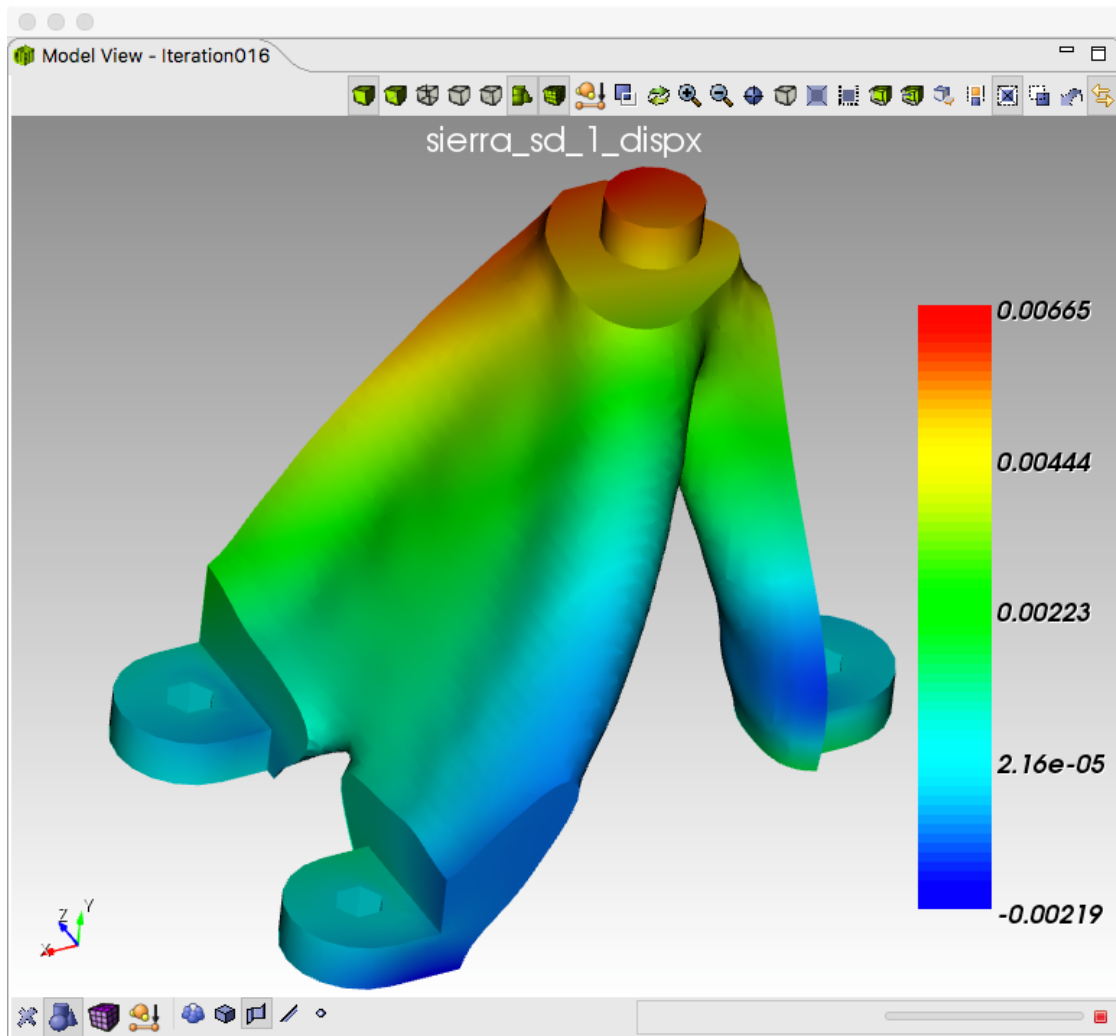 Model View - Iteration016
sierra_sd_1_dispx
0.00665
0.00444
0.00223
2.16e-05
-0.00219
Z Y
X